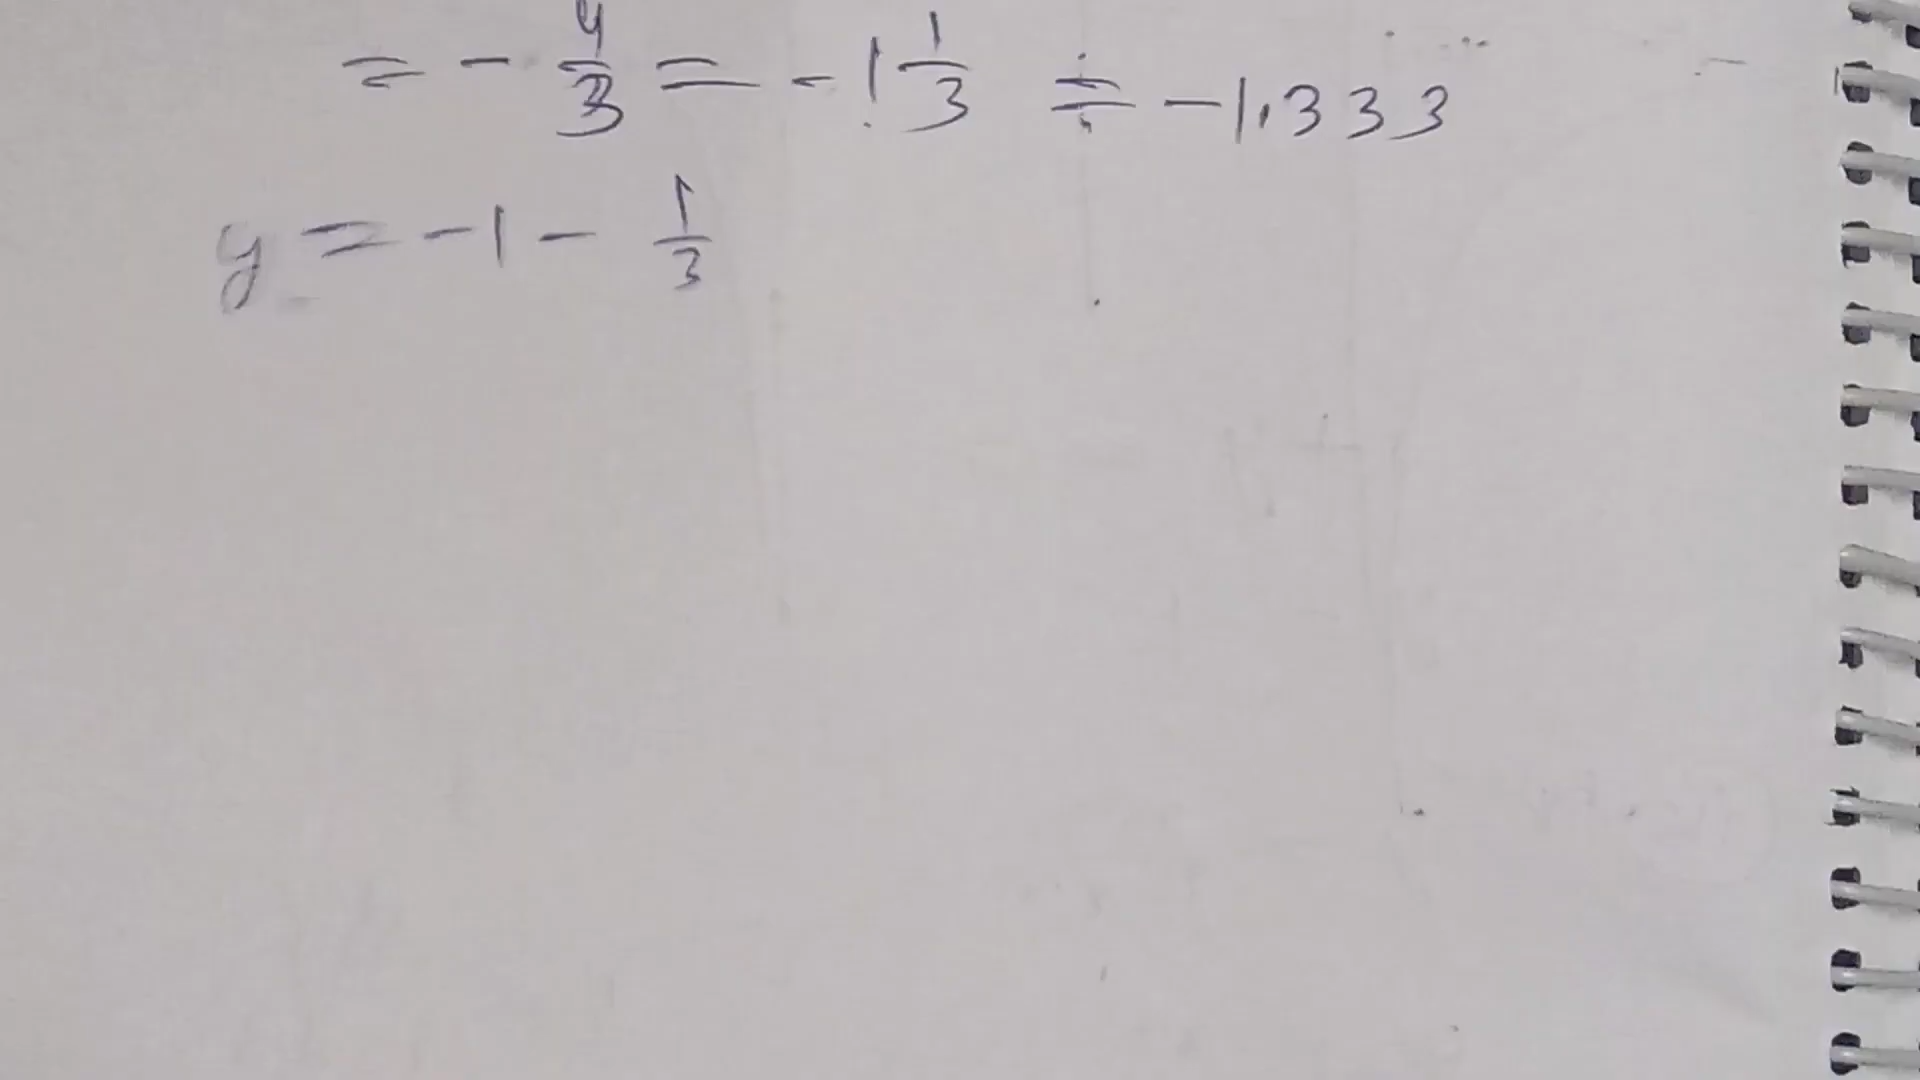 = - 4/3 = - 1 1/3 ≑ - 1.333
y = - 1 - 1/3